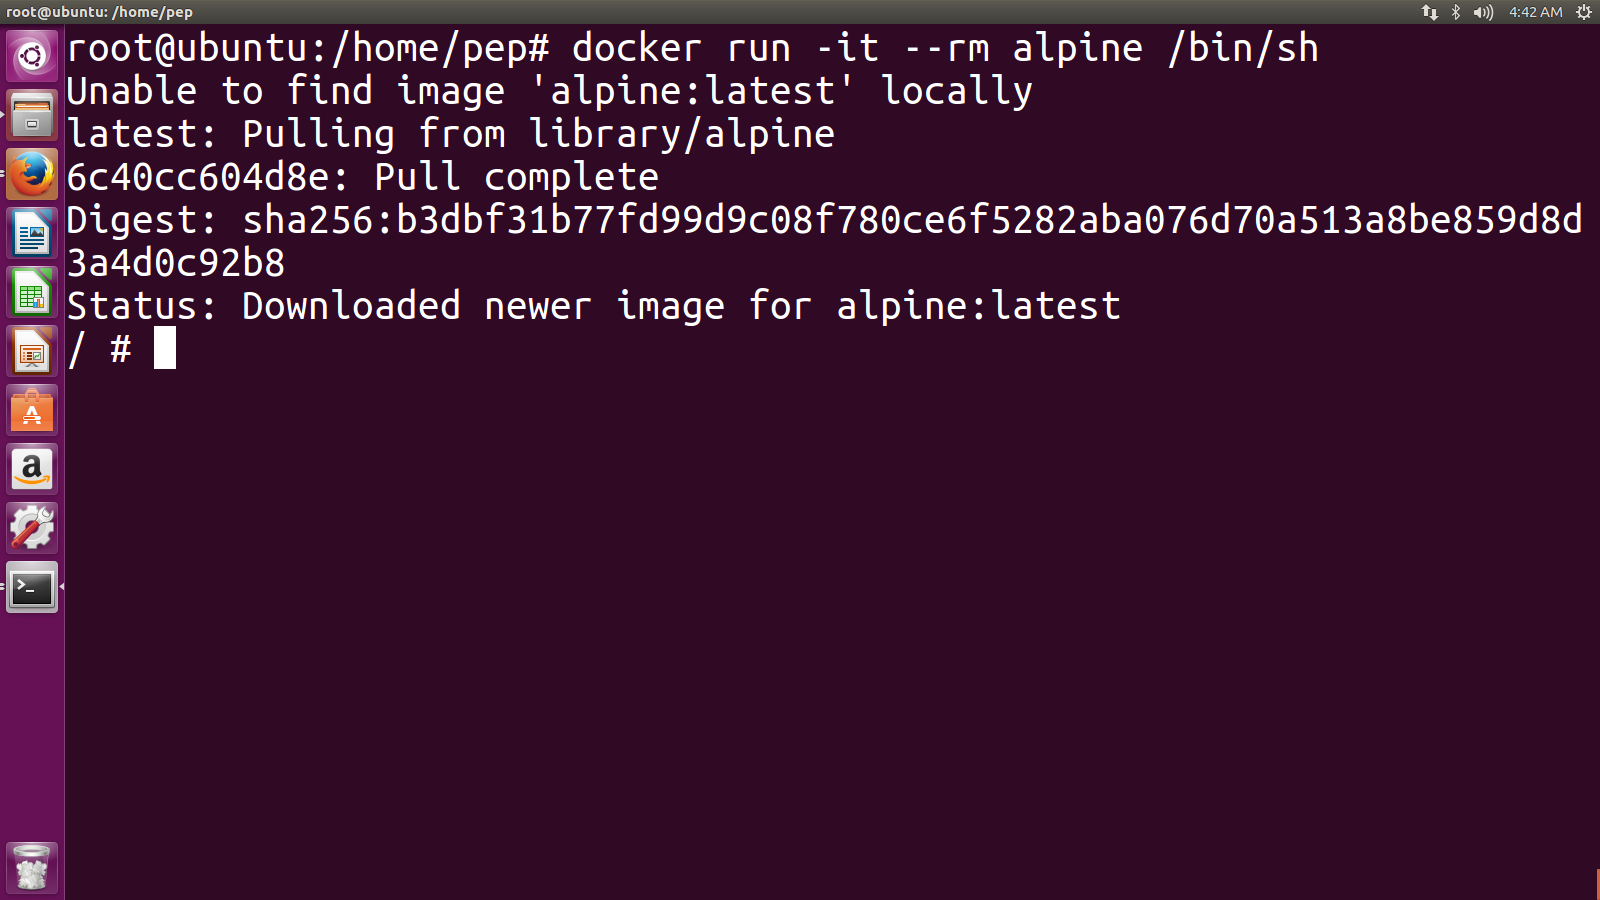 root@ubuntu: /home/pep
4:42 AM
root@ubuntu:/home/pep# docker run -it --rm alpine /bin/sh
Unable to find image 'alpine:latest' locally
latest: Pulling from library/alpine
6c40cc604d8e: Pull complete
Digest: sha256:b3dbf31b77fd99d9c08f780ce6f5282aba076d70a513a8be859d8d
3a4d0c92b8
Status: Downloaded newer image for alpine:latest
/ #